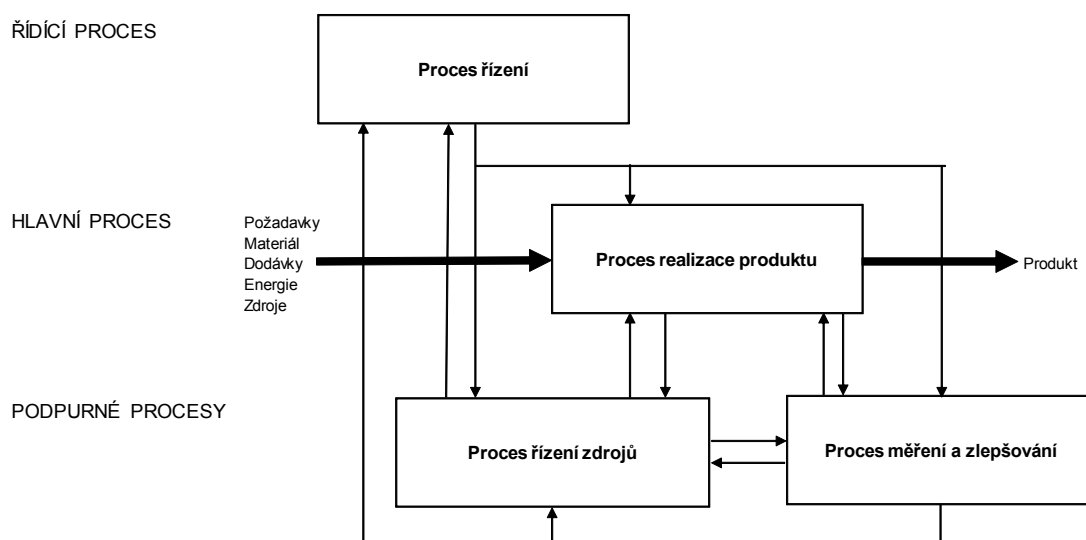 ŘÍDÍCÍ PROCES
Proces řízení
HLAVNÍ PROCES
Požadavky
Materiál
Dodávky
Energie
Zdroje
Proces realizace produktu
Produkt
PODPURNÉ PROCESY
Proces řízení zdrojů
Proces měření a zlepšování